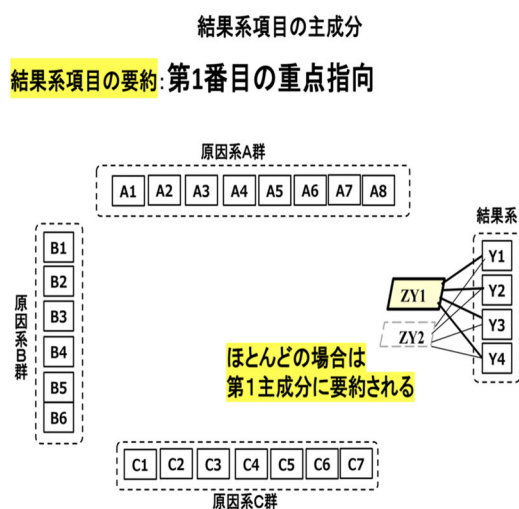 結果系項目の主成分
結果系項目の要約:第1番目の重点指向
原因系A群
A1 A2 A3 A4 A5 A6 A7 A8
結果系
原因系B群
B1
B2
B3
B4
B5
B6
Y1
Y2
Y3
Y4
ZY1
ZY2
ほとんどの場合は
第1主成分に要約される
C1 C2 C3 C4 C5 C6 C7
原因系C群